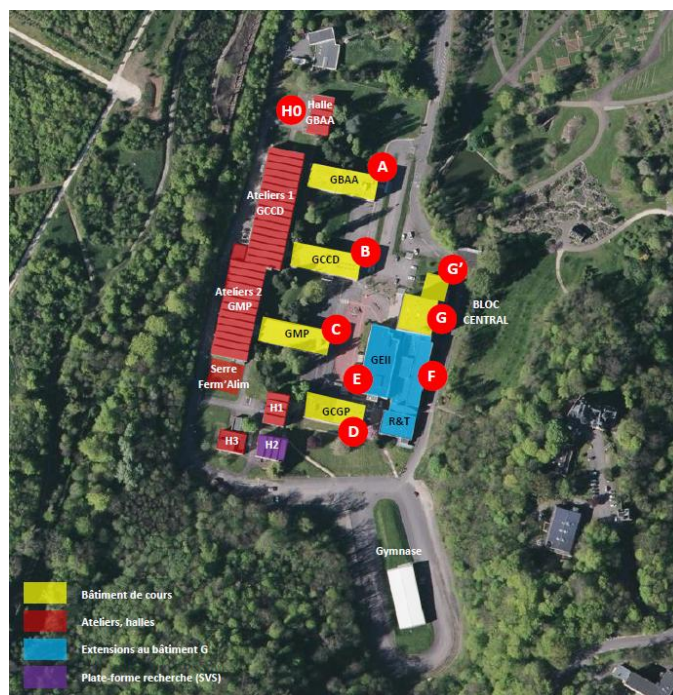 H0
Halle
GBAA
A
GBAA
Ateliers 1
GCCD
B
GCCD
G'
Ateliers 2
GMP
G
BLOC
CENTRAL
C
GMP
GEII
E
F
Serre
Ferm'Alim
H1
GCGP
R&T
D
H3
H2
Gymnase
Bâtiment de cours
Ateliers, halles
Extensions au bâtiment G
Plate-forme recherche (SVS)